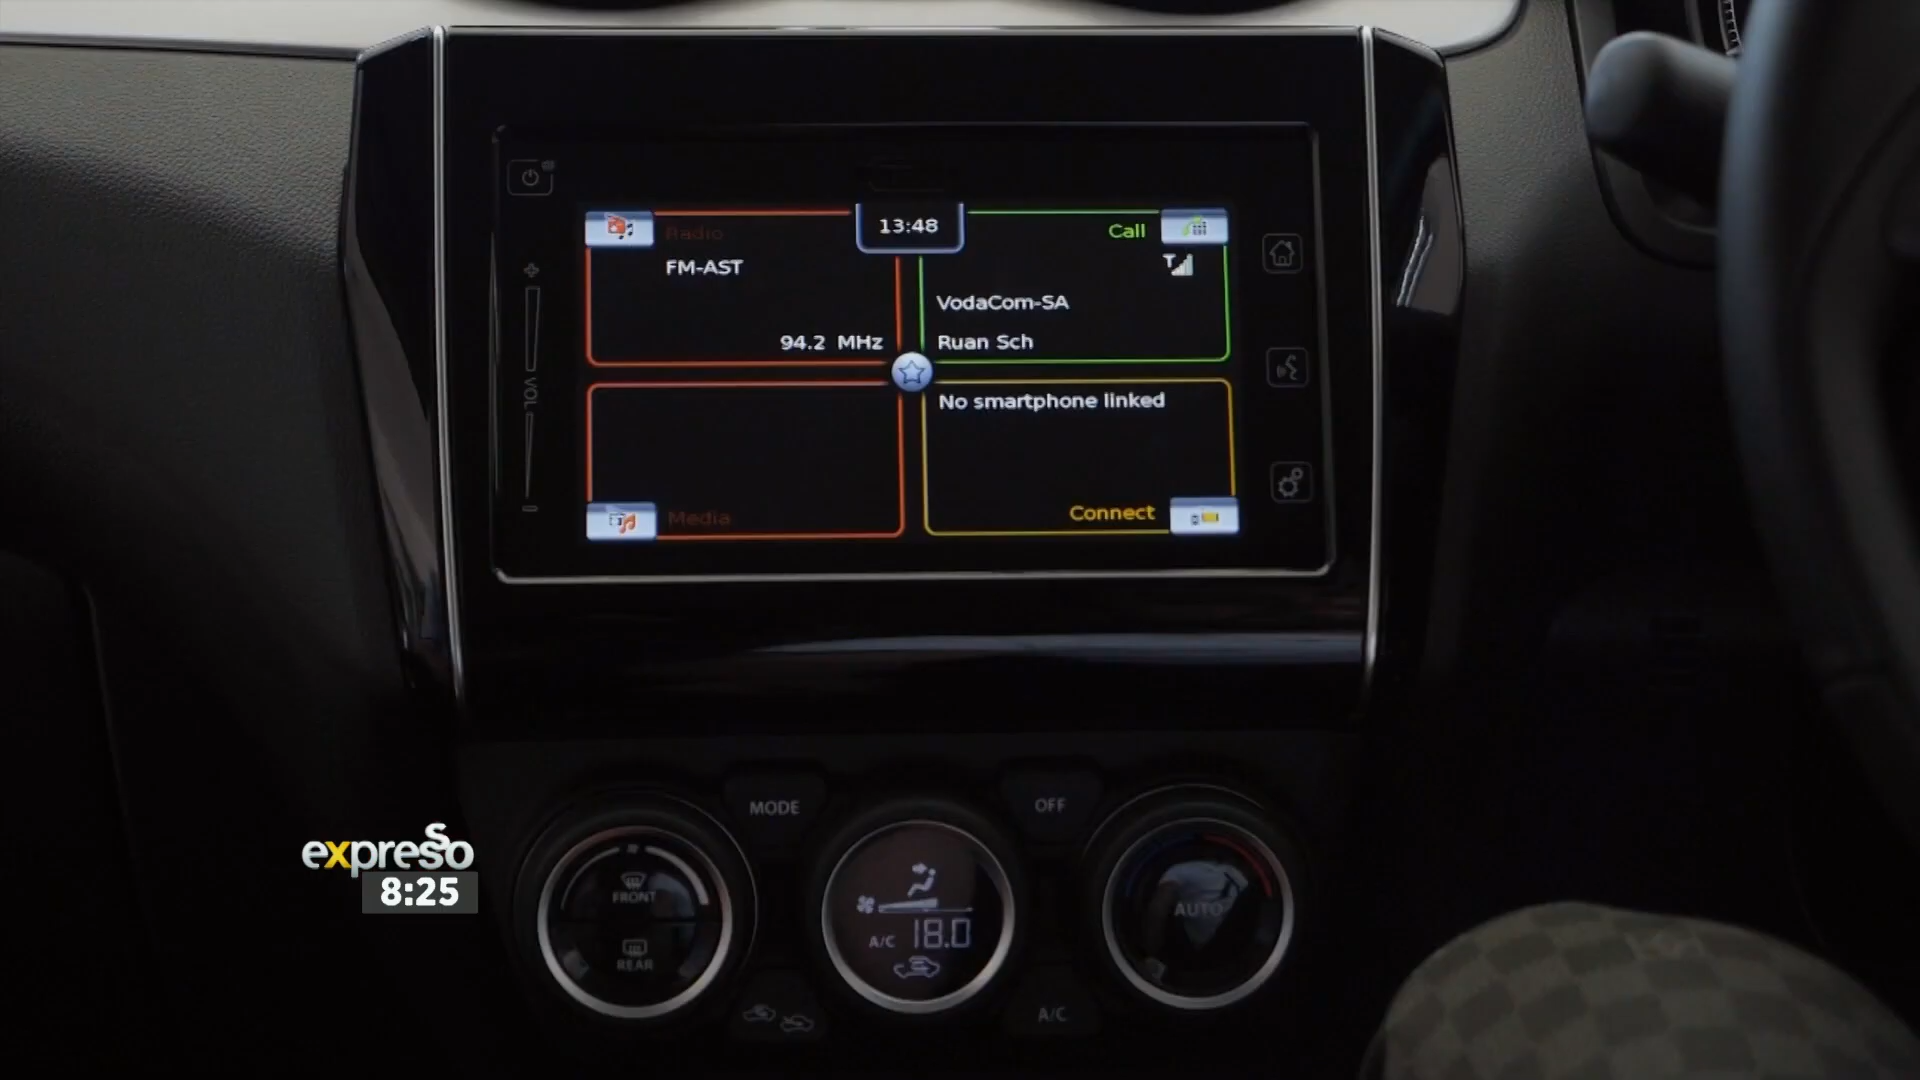 13:48
Radio
FM-AST
94.2 MHz
Call
VodaCom-SA
Ruan Sch
No smartphone linked
Media
Connect
VOL
MODE
OFF
FRONT
REAR
A/C 18.0
AUTO
A/C
expresso
8:25